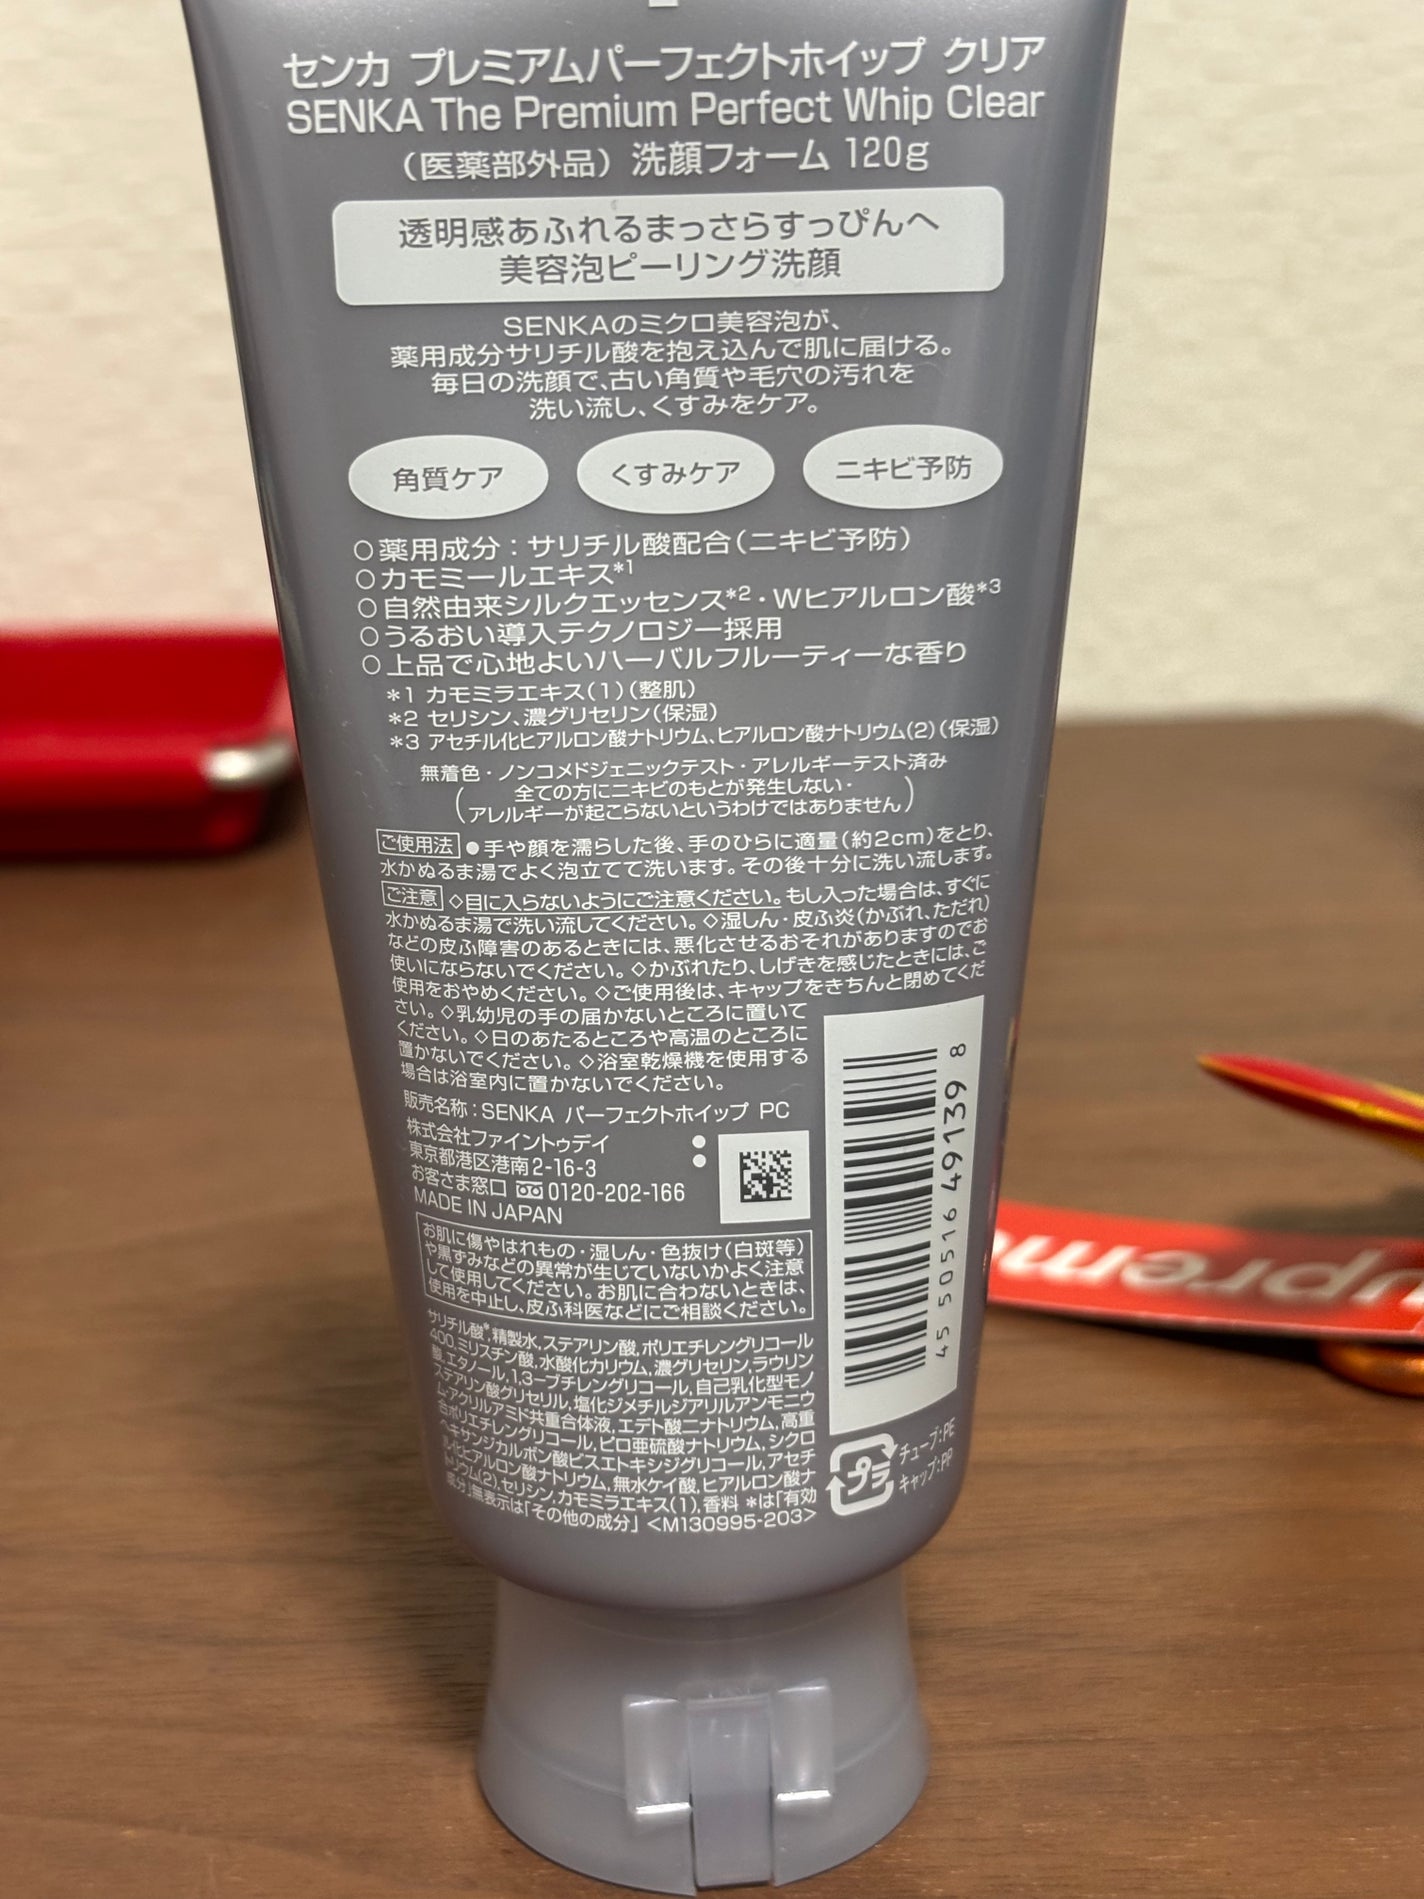 センカ プレミアムパーフェクトホイップ クリア
SENKA The Premium Perfect Whip Clear
(医薬部外品) 洗顔フォーム 120g
透明感あふれるまっさらすっぴんへ
美容泡ピーリング洗顔
SENKAのミクロ美容泡が、
薬用成分サリチル酸を抱え込んで肌に届ける。
毎日の洗顔で、古い角質や毛穴の汚れを
洗い流し、くすみをケア。
角質ケア くすみケア ニキビ予防
○薬用成分:サリチル酸配合(ニキビ予防)
○カモミールエキス*1
○自然由来シルクエッセンス*2・Wヒアルロン酸*3
○うるおい導入テクノロジー採用
○上品で心地よいハーバルフルーティーな香り
*1 カモミラエキス(1)(整肌)
*2 セリシン、濃グリセリン(保湿)
*3 アセチル化ヒアルロン酸ナトリウム、ヒアルロン酸ナトリウム(2)(保湿)
無着色・ノンコメドジェニックテスト・アレルギーテスト済み
(全ての方にニキビのもとが発生しない・
アレルギーが起こらないというわけではありません)
ご使用法 ●手や顔を濡らした後、手のひらに適量(約2cm)をとり、
水かぬるま湯でよく泡立てて洗います。その後十分に洗い流します。
ご注意 ◇目に入らないようにご注意ください。もし入った場合は、すぐに
水かぬるま湯で洗い流してください。◇湿しん・皮ふ炎(かぶれ、ただれ)
などの皮ふ障害のあるときには、悪化させるおそれがありますのでお
使いにならないでください。◇かぶれたり、しげきを感じたときには、ご
使用をおやめください。◇ご使用後は、キャップをきちんと閉めてくだ
さい。◇乳幼児の手の届かないところに置いて
ください。◇日のあたるところや高温のところに
置かないでください。◇浴室乾燥機を使用する
場合は浴室内に置かないでください。
販売名称:SENKA パーフェクトホイップ PC
株式会社ファイントゥデイ
東京都港区港南2-16-3
お客さま窓口 0120-202-166
MADE IN JAPAN
お肌に傷やはれもの・湿しん・色抜け(白斑等)
や黒ずみなどの異常が生じていないかよく注意
して使用してください。お肌に合わないときは、
使用を中止し、皮ふ科医などにご相談ください。
サリチル酸*,精製水,ステアリン酸,ポリエチレングリコール
400,ミリスチン酸,水酸化カリウム,濃グリセリン,ラウリン
酸,エタノール,1,3-ブチレングリコール,自己乳化型モノ
ステアリン酸グリセリル,塩化ジメチルジアリルアンモニウ
ム・アクリルアミド共重合体液,エデト酸二ナトリウム,高重
合ポリエチレングリコール,ピロ亜硫酸ナトリウム,シクロ
ヘキサンジカルボン酸ビスエトキシジグリコール,アセチ
ル化ヒアルロン酸ナトリウム,無水ケイ酸,ヒアルロン酸ナ
トリウム(2),セリシン,カモミラエキス(1),香料 *は「有効
成分」無表示は「その他の成分」 <M130995-203>
45 50516 49139 8
プラ
チューブ:PE
キャップ:PP